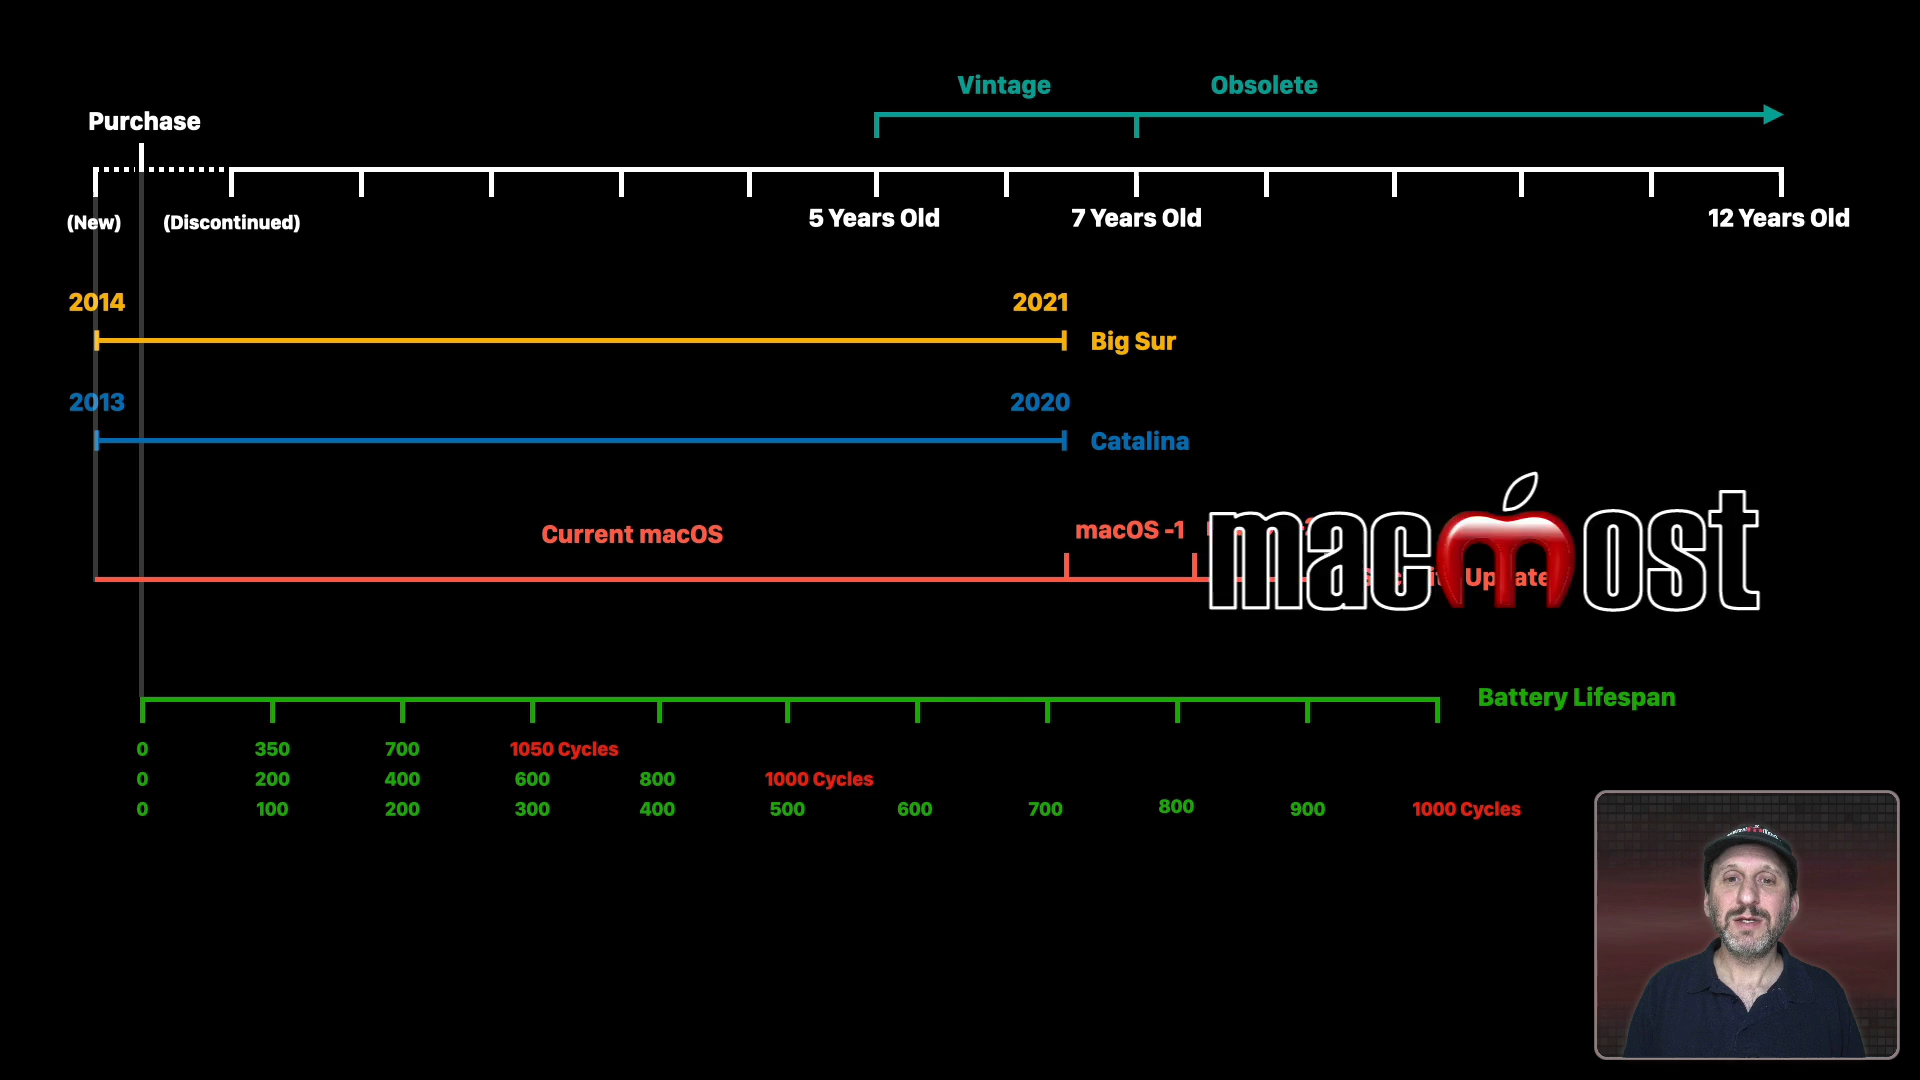 Vintage Obsolete
Purchase
(New) (Discontinued) 5 Years Old 7 Years Old 12 Years Old
2014 2021
Big Sur
2013 2020
Catalina
Current macOS macOS -1
macmost
Battery Lifespan
0 350 700 1050 Cycles
0 200 400 600 800 1000 Cycles
0 100 200 300 400 500 600 700 800 900 1000 Cycles